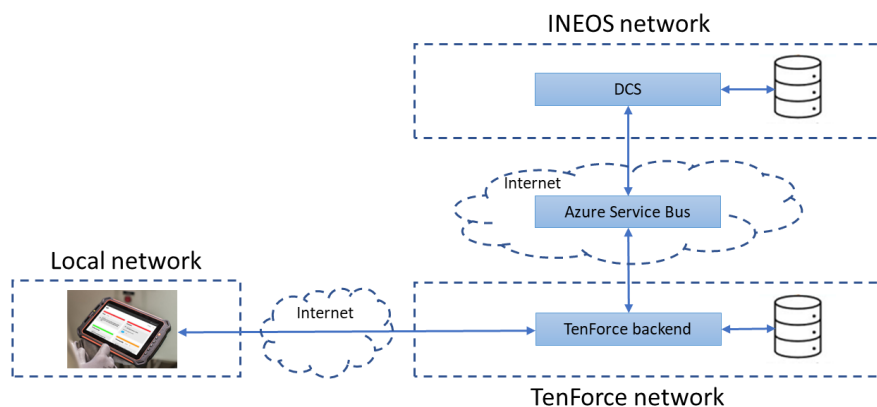 INEOS network
DCS
Internet
Azure Service Bus
Local network
Internet
TenForce backend
TenForce network